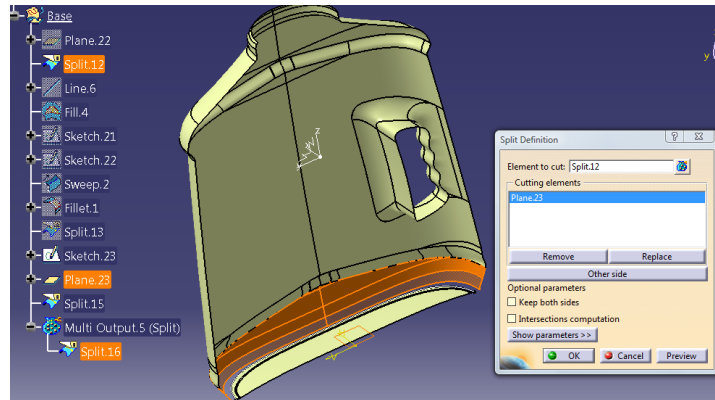 Base
Plane.22
Split.12
Line.6
Fill.4
Sketch.21
Sketch.22
Sweep.2
Fillet.1
Split.13
Sketch.23
Plane.23
Split.15
Multi Output.5 (Split)
Split.16
z
y
Split Definition
?
Element to cut: Split.12
Cutting elements
Plane.23
Remove Replace
Other side
Optional parameters
Keep both sides
Intersections computation
Show parameters >>
OK Cancel Preview